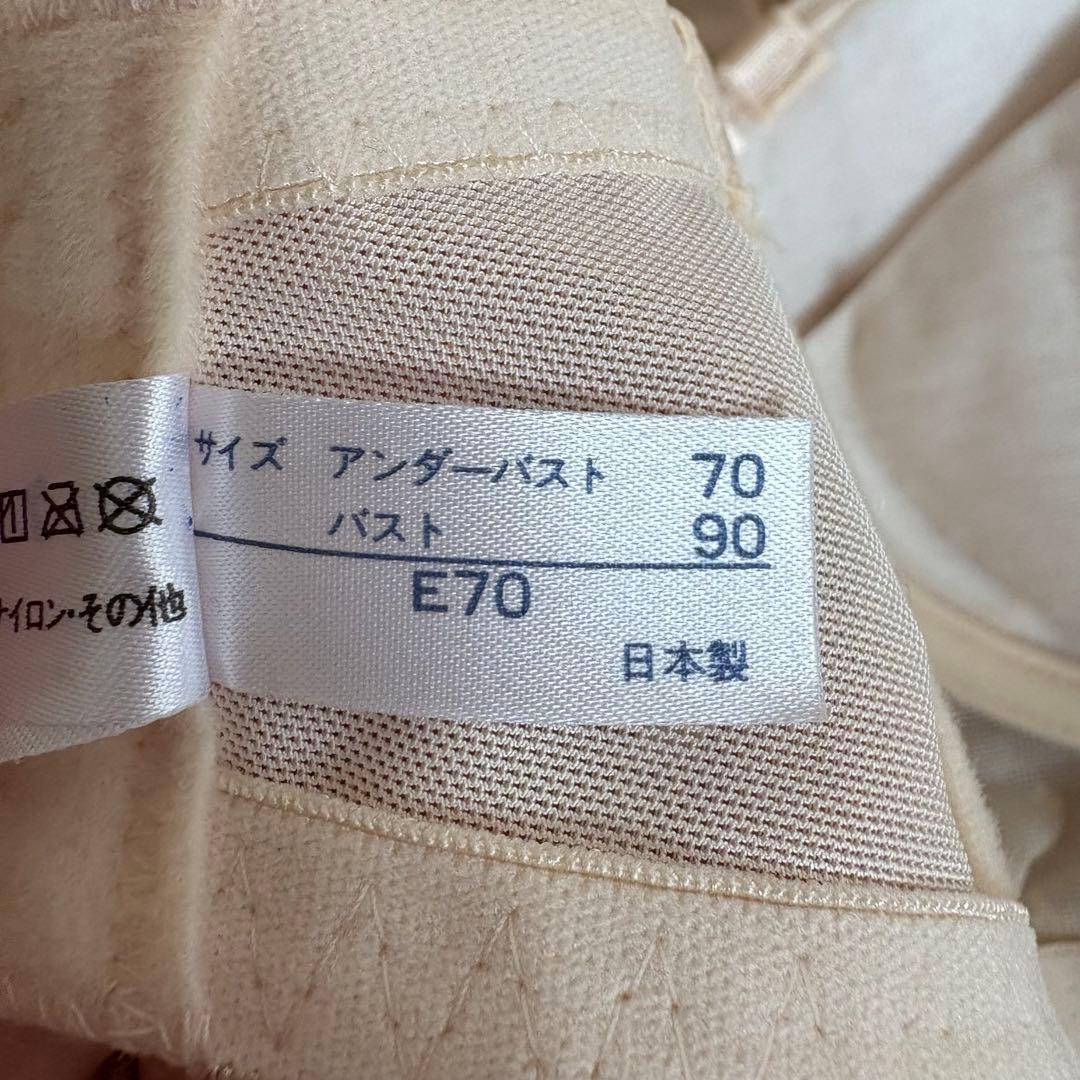 サイズ アンダーバスト 70
バスト 90
E70
日本製
イロン・その他